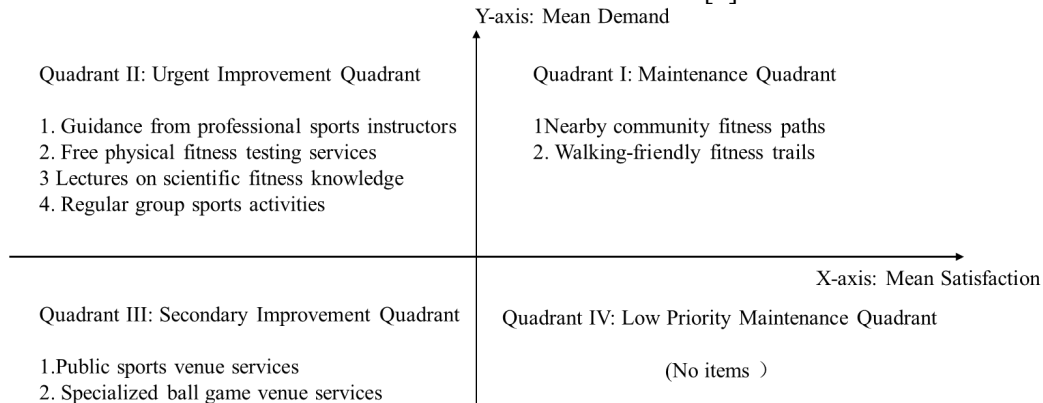 Y-axis: Mean Demand
Quadrant II: Urgent Improvement Quadrant
1. Guidance from professional sports instructors
2. Free physical fitness testing services
3 Lectures on scientific fitness knowledge
4. Regular group sports activities
Quadrant I: Maintenance Quadrant
1Nearby community fitness paths
2. Walking-friendly fitness trails
X-axis: Mean Satisfaction
Quadrant III: Secondary Improvement Quadrant
1.Public sports venue services
2. Specialized ball game venue services
Quadrant IV: Low Priority Maintenance Quadrant
(No items ）